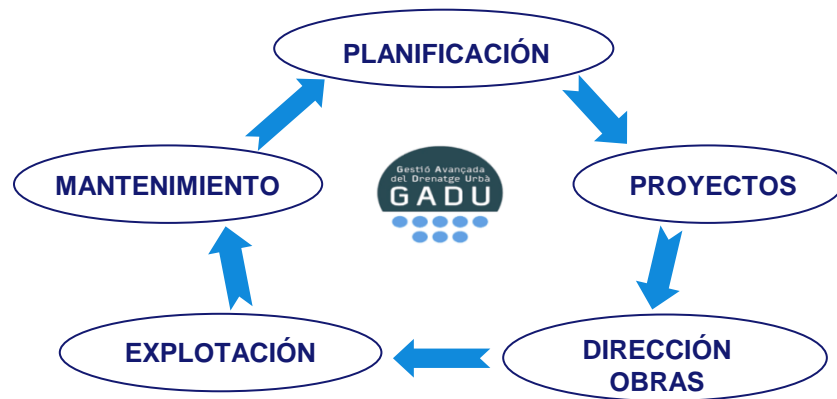 PLANIFICACIÓN
MANTENIMIENTO
Gestió Avançada
del Drenatge Urbà
GADU
PROYECTOS
EXPLOTACIÓN
DIRECCIÓN
OBRAS